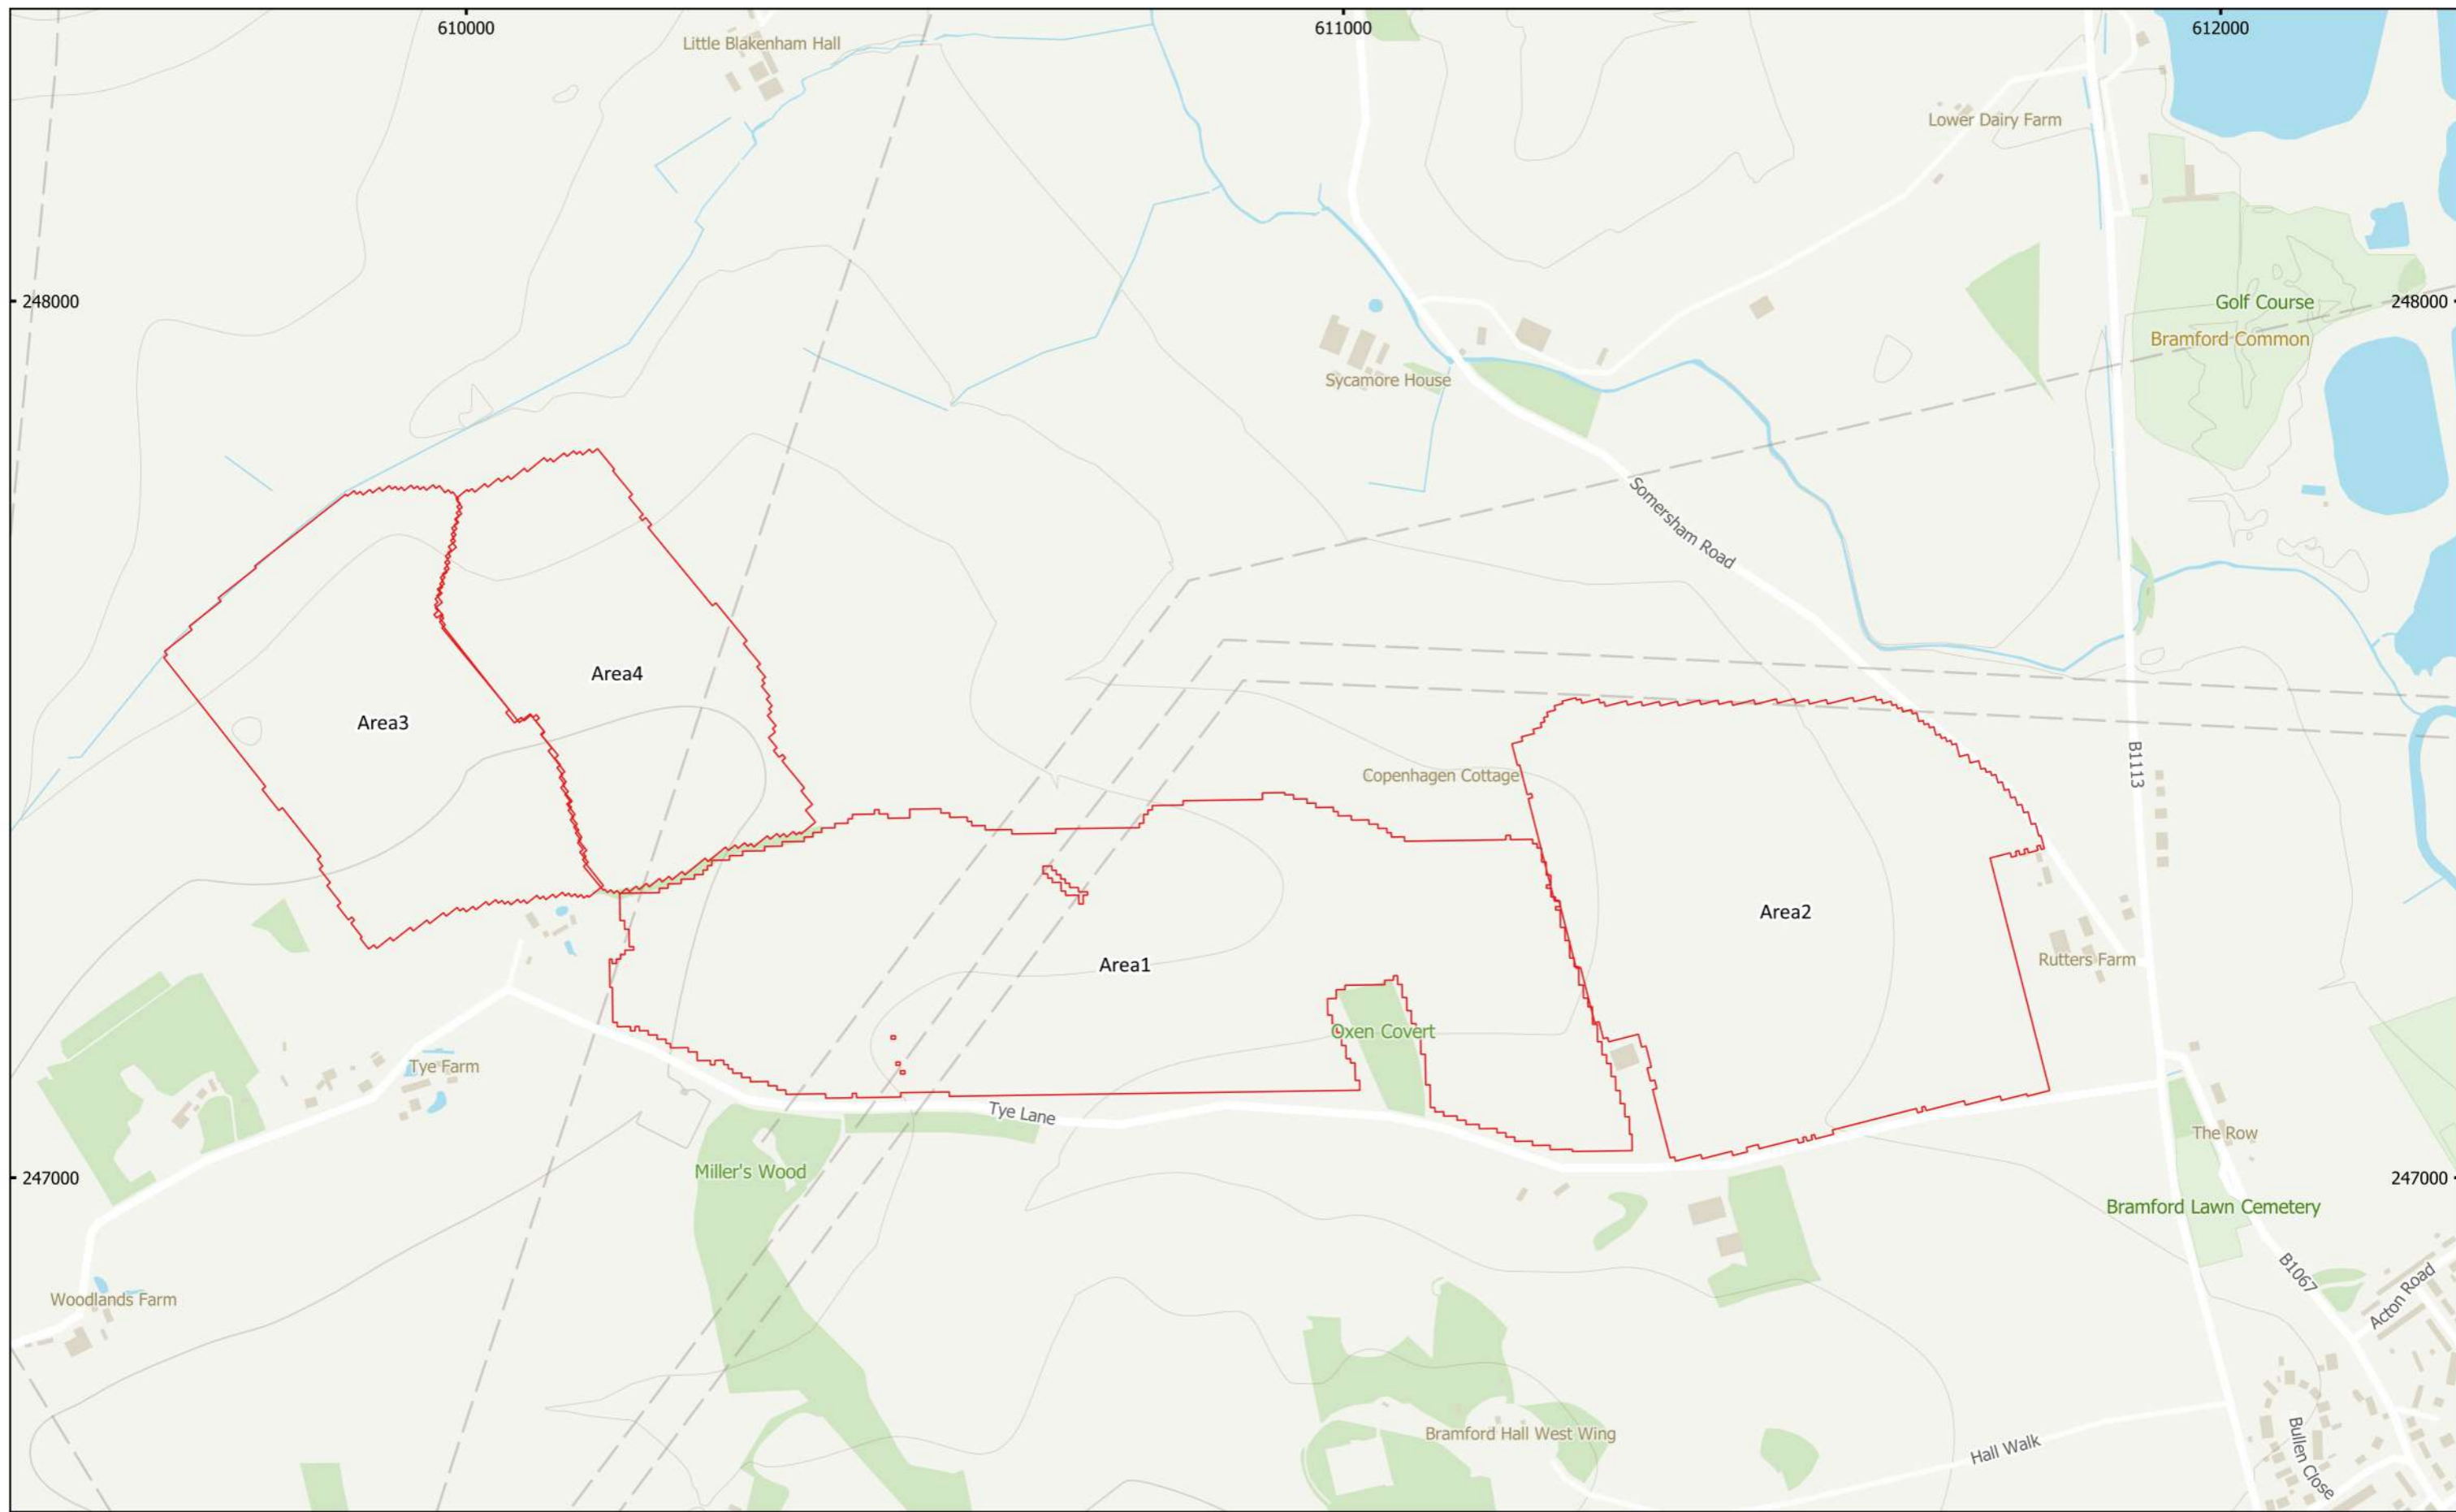 610000
611000
612000
Little Blakenham Hall
Lower Dairy Farm
248000
Golf Course
248000
Bramford Common
Sycamore House
Somersham Road
Area4
Area3
B1113
Copenhagen Cottage
Area2
Rutters Farm
Area1
Oxen Covert
Tye Farm
Tye Lane
The Row
Miller's Wood
247000
247000
Bramford Lawn Cemetery
B1067
Acton Road
Woodlands Farm
Bramford Hall West Wing
Hall Walk
Bullen Close